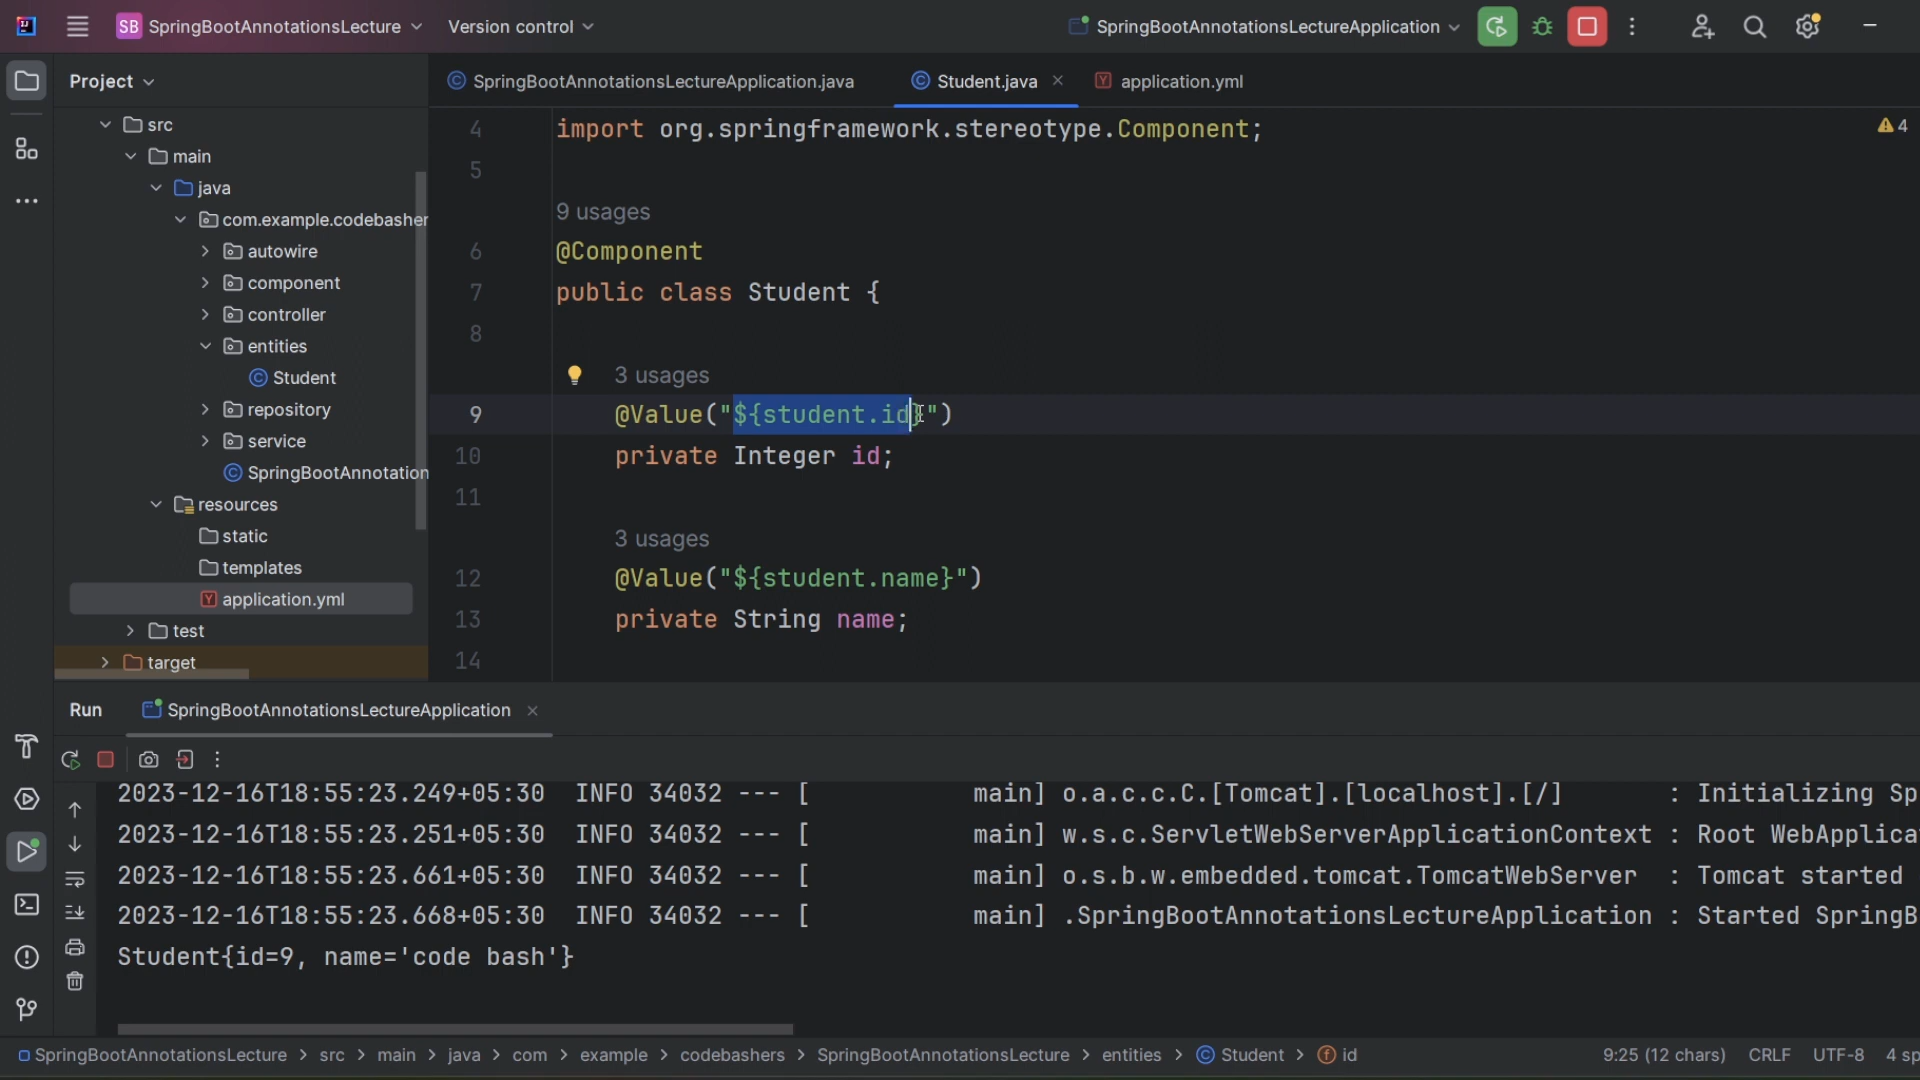 SB SpringBootAnnotationsLecture Version control SpringBootAnnotationsLectureApplication
Project
SpringBootAnnotationsLectureApplication.java Student.java application.yml
src
main
java
com.example.codebasher
autowire
component
controller
entities
Student
repository
service
SpringBootAnnotation
resources
static
templates
application.yml
test
target
4 import org.springframework.stereotype.Component; 4
5
9 usages
6 @Component
7 public class Student {
8
3 usages
9 @Value("${student.id}")
10 private Integer id;
11
3 usages
12 @Value("${student.name}")
13 private String name;
14
Run SpringBootAnnotationsLectureApplication
2023-12-16T18:55:23.249+05:30 INFO 34032 --- [ main] o.a.c.c.C.[Tomcat].[localhost].[/] : Initializing Sp
2023-12-16T18:55:23.251+05:30 INFO 34032 --- [ main] w.s.c.ServletWebServerApplicationContext : Root WebApplica
2023-12-16T18:55:23.661+05:30 INFO 34032 --- [ main] o.s.b.w.embedded.tomcat.TomcatWebServer : Tomcat started
2023-12-16T18:55:23.668+05:30 INFO 34032 --- [ main] .SpringBootAnnotationsLectureApplication : Started SpringB
Student{id=9, name='code bash'}
SpringBootAnnotationsLecture > src > main > java > com > example > codebashers > SpringBootAnnotationsLecture > entities > Student > id 9:25 (12 chars) CRLF UTF-8 4 sp